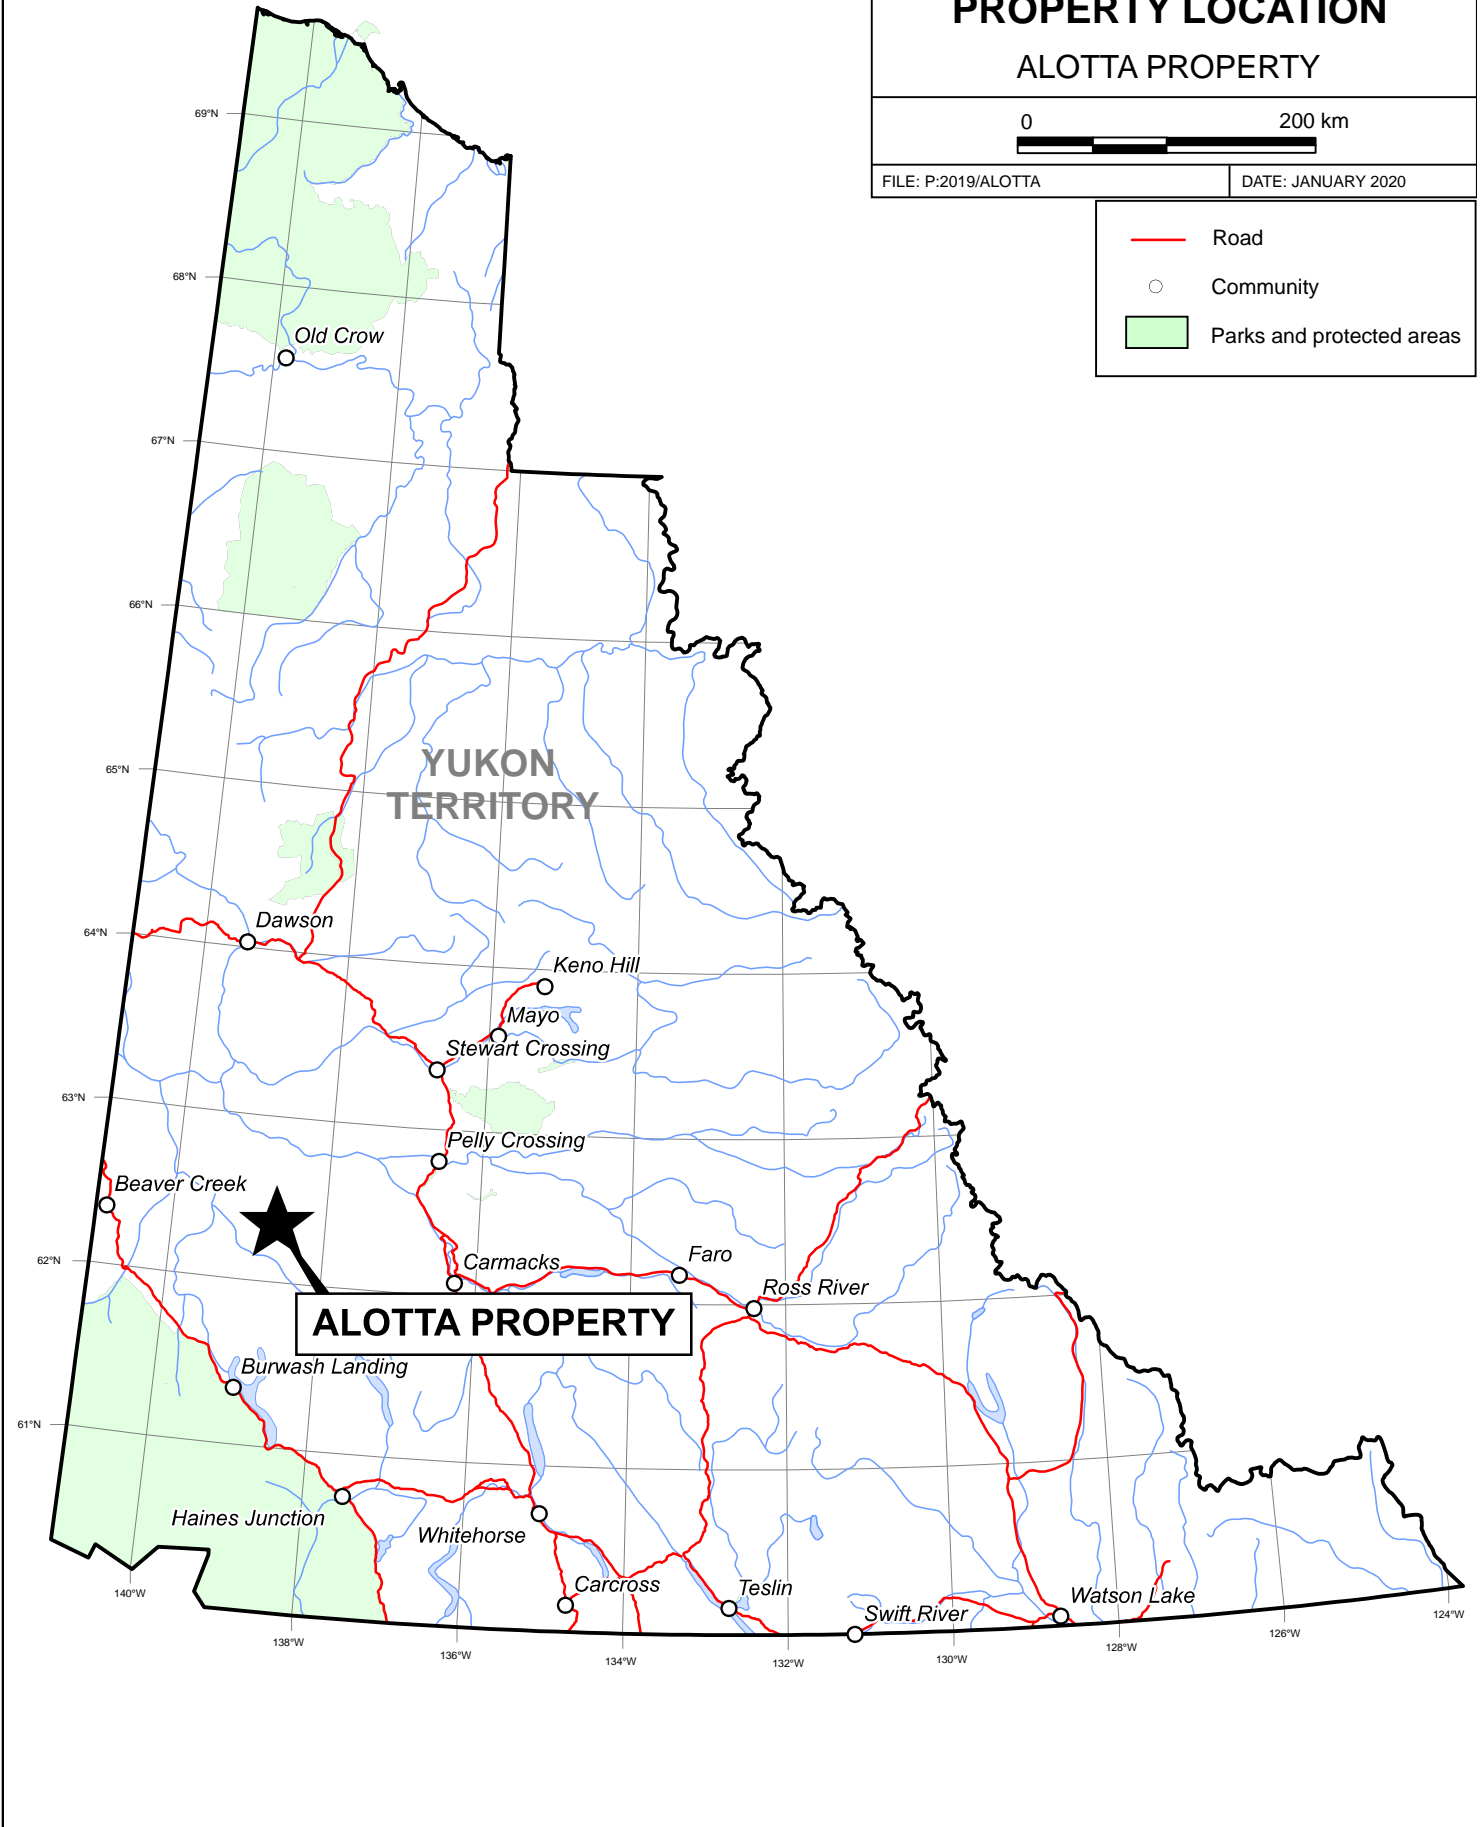 PROPERTY LOCATION
ALOTTA PROPERTY
0 200 km
FILE: P:2019/ALOTTA DATE: JANUARY 2020
Road
Community
Parks and protected areas
69°N
68°N
Old Crow
67°N
66°N
65°N
YUKON
TERRITORY
64°N
Dawson
Keno Hill
Mayo
Stewart Crossing
63°N
Pelly Crossing
Beaver Creek
62°N
Carmacks
Faro
Ross River
ALOTTA PROPERTY
Burwash Landing
61°N
Haines Junction
Whitehorse
Carcross
Teslin
Swift River
Watson Lake
140°W
138°W
136°W
134°W
132°W
130°W
128°W
126°W
124°W